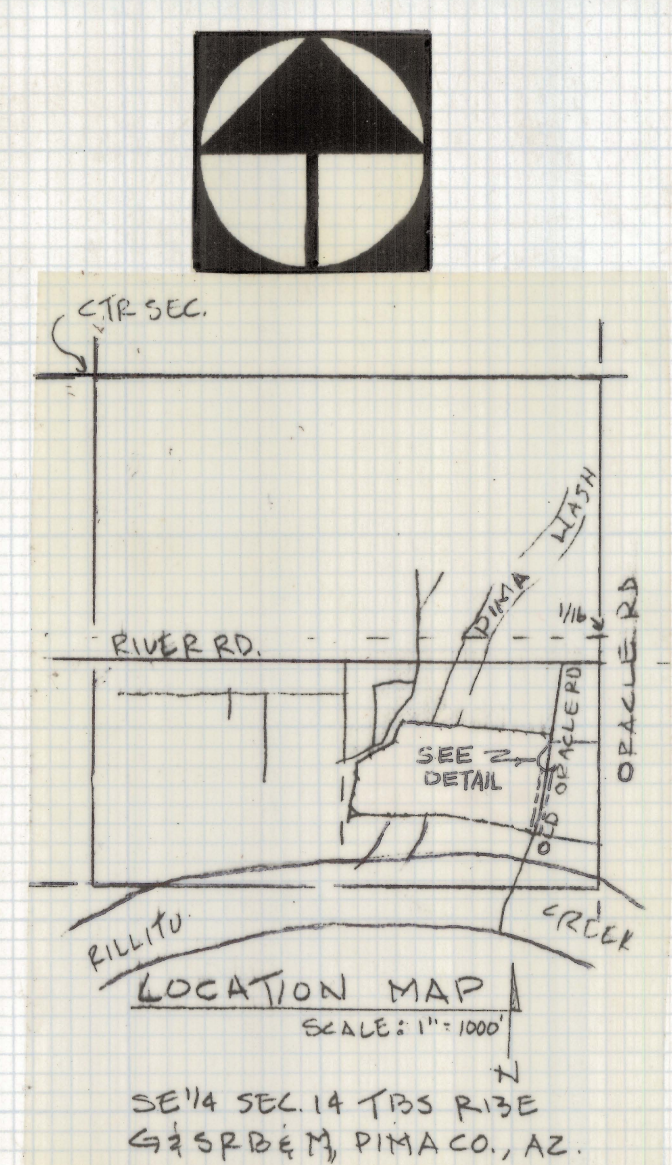 CTR SEC.
WASH
PIMA
1/16
ORACLE RD
RIVER RD.
OLD ORACLE RD
SEE
DETAIL
RILLITO
CREEK
LOCATION MAP
SCALE: 1" = 1000'
N
SE 1/4 SEC. 14 T13S R13E
G & S R B & M, PIMA CO., AZ.